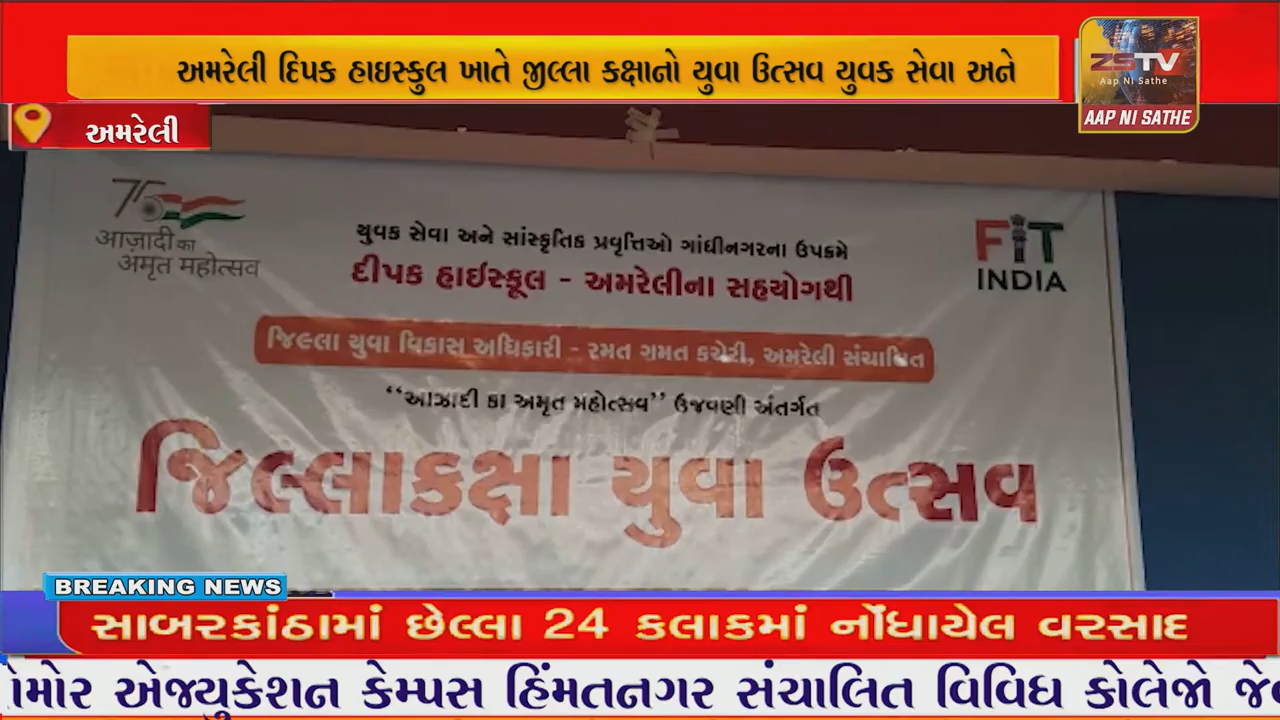 અમરેલી દિપક હાઇસ્કુલ ખાતે જીલ્લા કક્ષાનો યુવા ઉત્સવ યુવક સેવા અને
ZSTV
Aap Ni Sathe
AAP NI SATHE
અમરેલી
75
आज़ादी का
अमृत महोत्सव
યુવક સેવા અને સાંસ્કૃતિક પ્રવૃત્તિઓ ગાંધીનગરના ઉપક્રમે
દીપક હાઈસ્કૂલ - અમરેલીના સહયોગથી
FIT
INDIA
જિલ્લા યુવા વિકાસ અધિકારી - રમત ગમત કચેરી, અમરેલી સંચાલિત
“આઝાદી કા અમૃત મહોત્સવ” ઉજવણી અંતર્ગત
જિલ્લાકક્ષા યુવા ઉત્સવ
BREAKING NEWS
સાબરકાંઠામાં છેલ્લા 24 કલાકમાં નોંધાયેલ વરસાદ
એજ્યુકેશન કેમ્પસ હિંમતનગર સંચાલિત વિવિધ કોલેજો